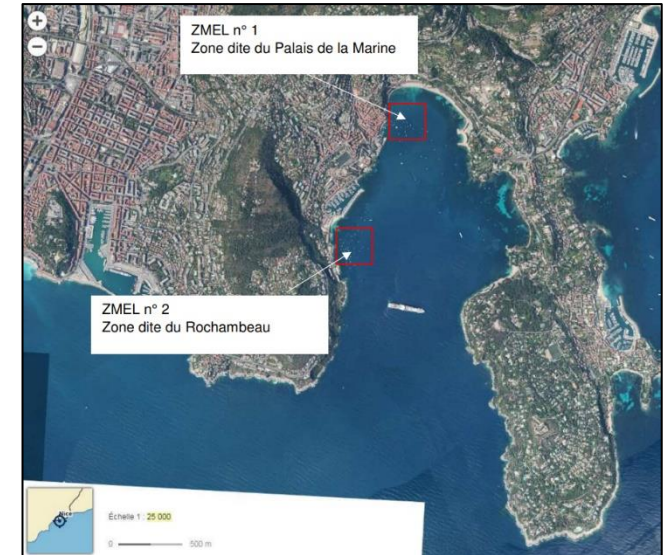 ZMEL n° 1
Zone dite du Palais de la Marine
ZMEL n° 2
Zone dite du Rochambeau
Nice
Échelle 1 : 25 000
0 500 m